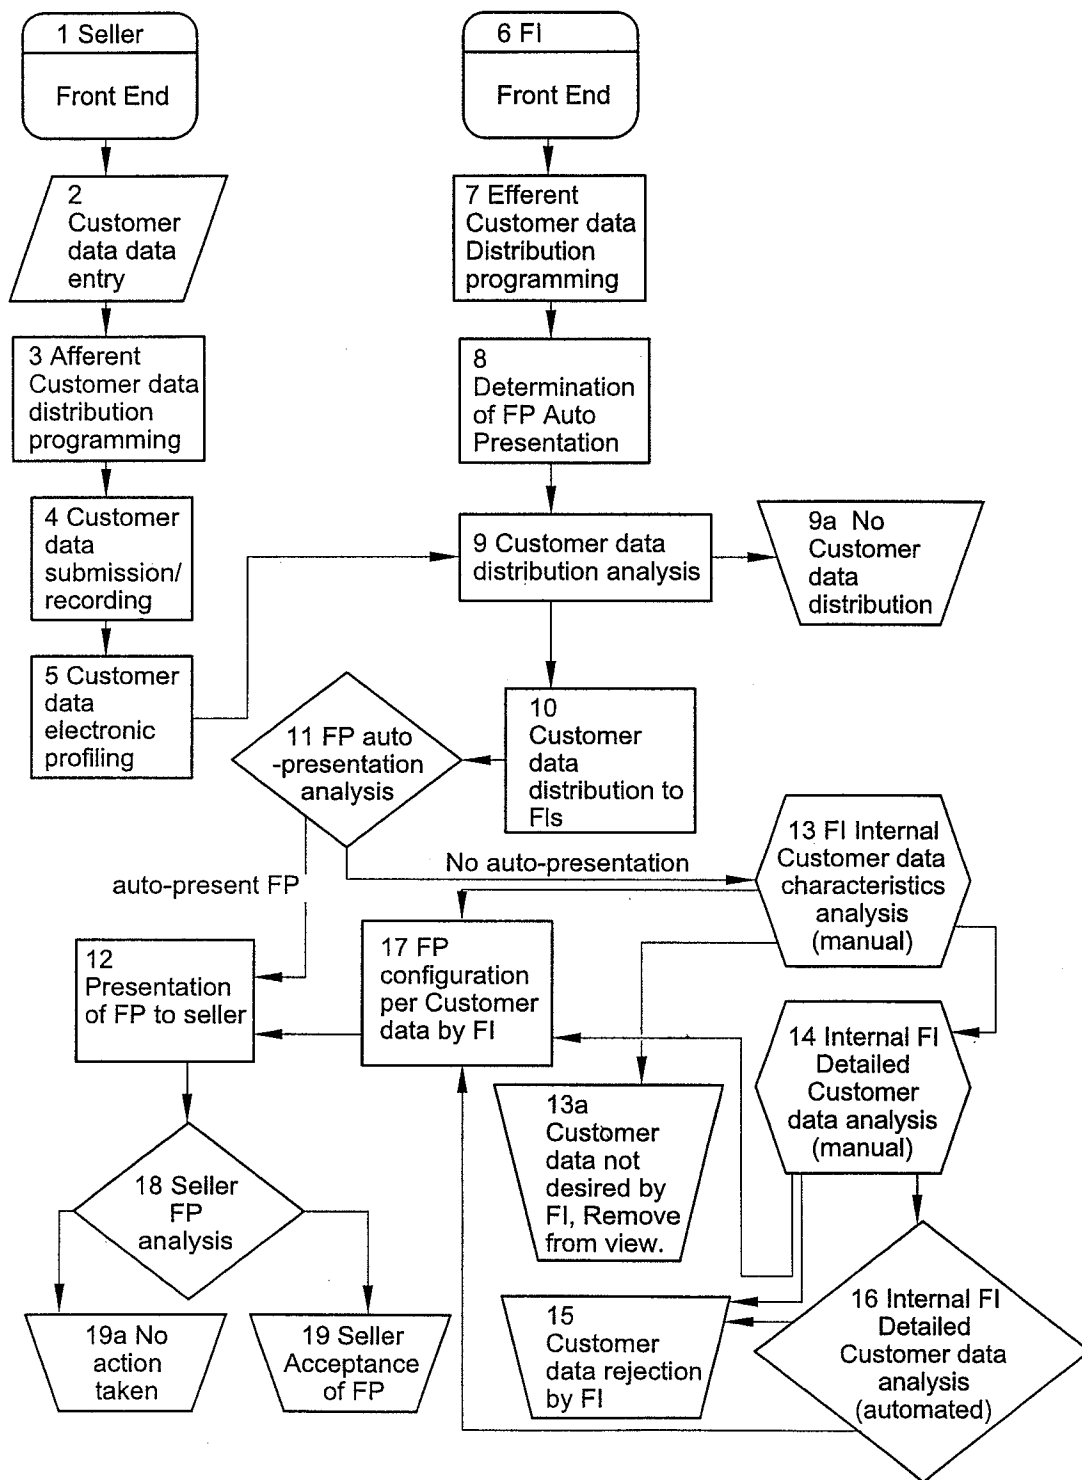 1 Seller
Front End
6 FI
Front End
2
Customer
data data
entry
7 Efferent
Customer data
Distribution
programming
3 Afferent
Customer data
distribution
programming
8
Determination
of FP Auto
Presentation
4 Customer
data
submission/
recording
9 Customer data
distribution analysis
9a No
Customer
data
distribution
5 Customer
data
electronic
profiling
10
Customer
data
distribution to
FIs
11 FP auto
-presentation
analysis
No auto-presentation
auto-present FP
13 FI Internal
Customer data
characteristics
analysis
(manual)
12
Presentation
of FP to seller
17 FP
configuration
per Customer
data by FI
14 Internal FI
Detailed
Customer
data analysis
(manual)
13a
Customer
data not
desired by
FI, Remove
from view.
18 Seller
FP
analysis
15
Customer
data rejection
by FI
16 Internal FI
Detailed
Customer data
analysis
(automated)
19a No
action
taken
19 Seller
Acceptance
of FP